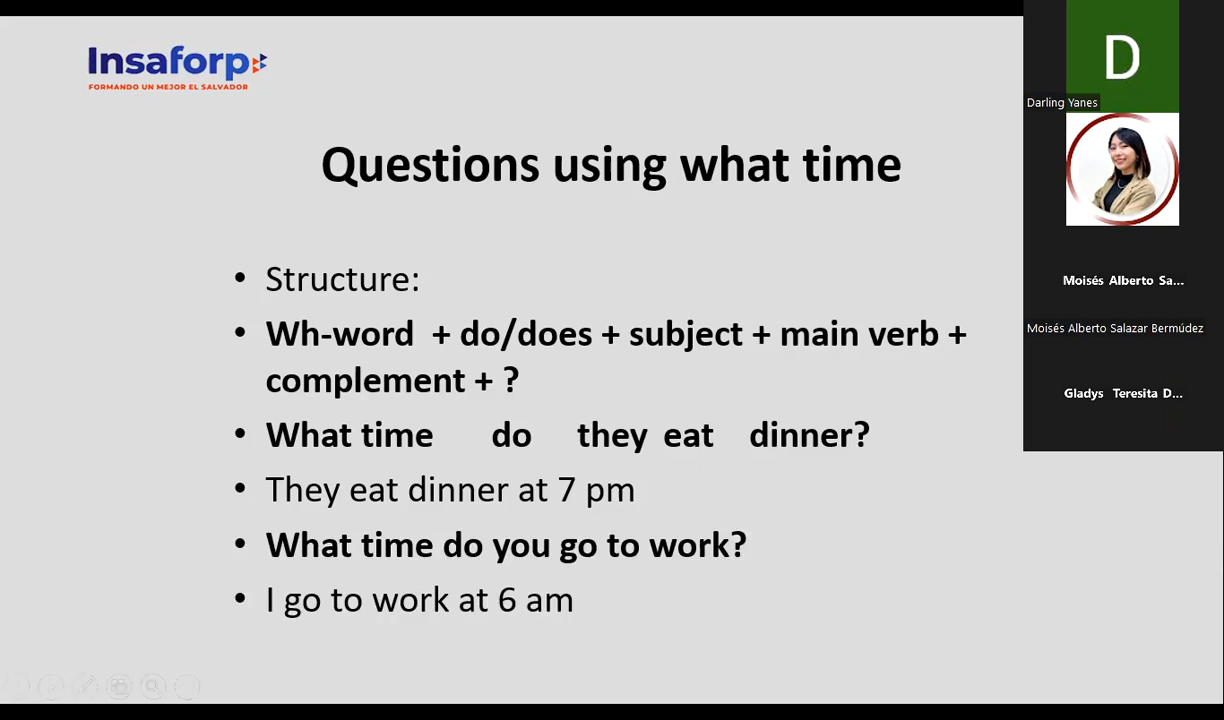 Insaforp
FORMANDO UN MEJOR EL SALVADOR
Questions using what time
• Structure:
• Wh-word + do/does + subject + main verb +
complement + ?
• What time do they eat dinner?
• They eat dinner at 7 pm
• What time do you go to work?
• I go to work at 6 am
D
Darling Yanes
Moisés Alberto Sa...
Moisés Alberto Salazar Bermúdez
Gladys Teresita D...